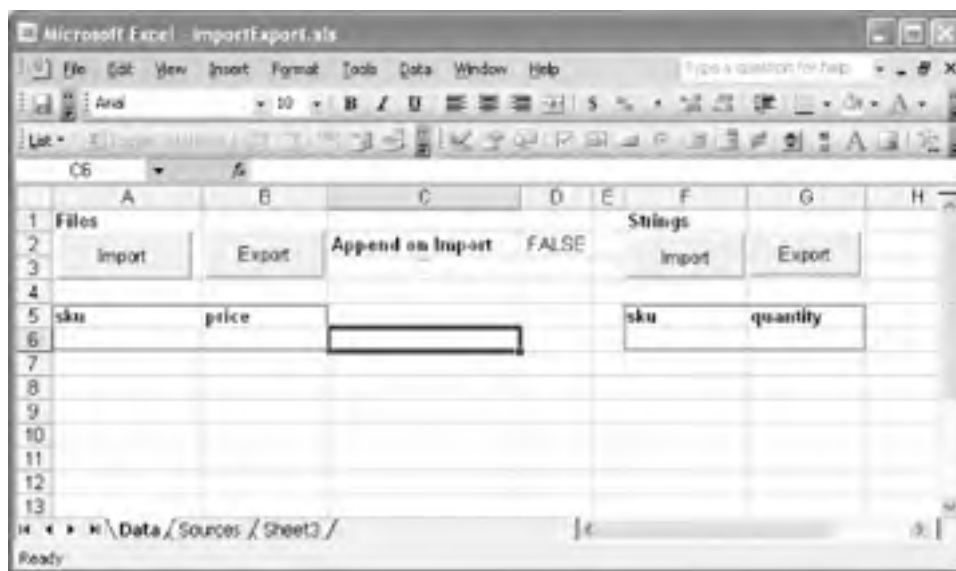 Microsoft Excel - importExport.xls
File Edit View Insert Format Tools Data Window Help Type a question for help
Arial 10 B I U $ %
List A
C6 fx
A B C D E F G H
1 Files Strings
2 Import Export Append on Import FALSE Import Export
3
4
5 sku price sku quantity
6
7
8
9
10
11
12
13
Data Sources Sheet3
Ready